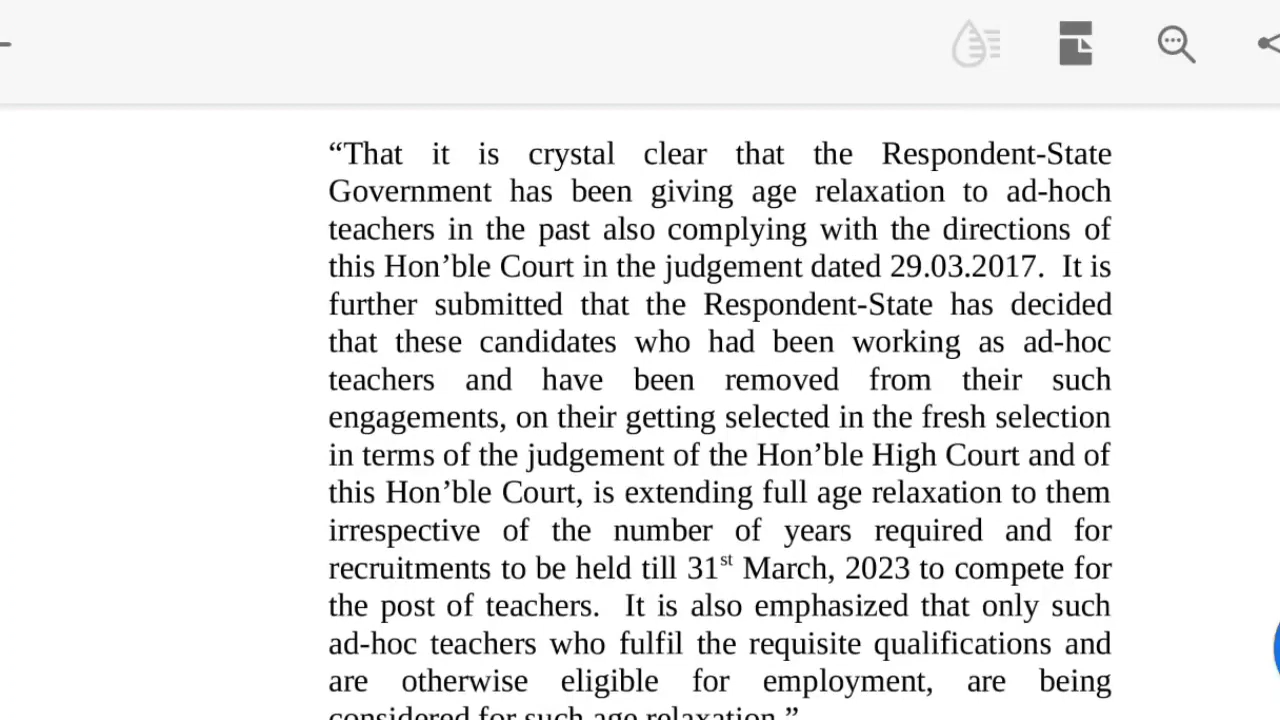 “That it is crystal clear that the Respondent-State
Government has been giving age relaxation to ad-hoch
teachers in the past also complying with the directions of
this Hon’ble Court in the judgement dated 29.03.2017.  It is
further submitted that the Respondent-State has decided
that these candidates who had been working as ad-hoc
teachers and have been removed from their such
engagements, on their getting selected in the fresh selection
in terms of the judgement of the Hon’ble High Court and of
this Hon’ble Court, is extending full age relaxation to them
irrespective of the number of years required and for
recruitments to be held till 31st March, 2023 to compete for
the post of teachers.  It is also emphasized that only such
ad-hoc teachers who fulfil the requisite qualifications and
are otherwise eligible for employment, are being
considered for such age relaxation.”